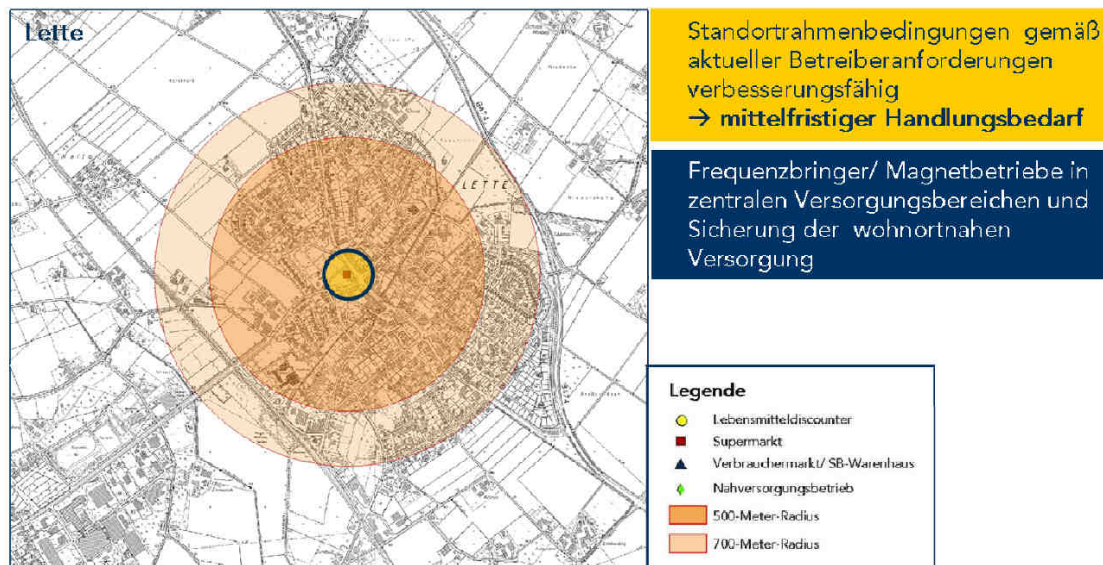 Lette
Standortrahmenbedingungen gemäß
aktueller Betreiberanforderungen
verbesserungsfähig
→ mittelfristiger Handlungsbedarf
Frequenzbringer/ Magnetbetriebe in
zentralen Versorgungsbereichen und
Sicherung der wohnortnahen
Versorgung
LETTE
Legende
Lebensmitteldiscounter
Supermarkt
Verbrauchermarkt/ SB-Warenhaus
Nahversorgungsbetrieb
500-Meter-Radius
700-Meter-Radius